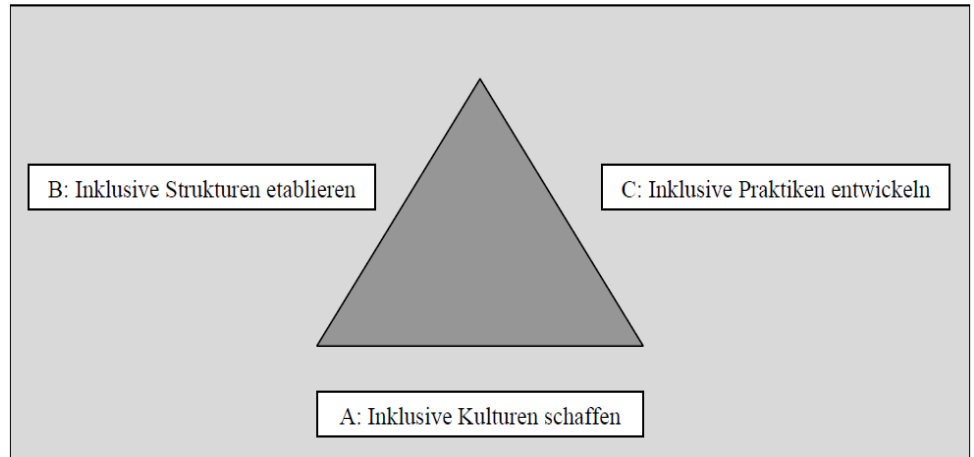 B: Inklusive Strukturen etablieren
C: Inklusive Praktiken entwickeln
A: Inklusive Kulturen schaffen